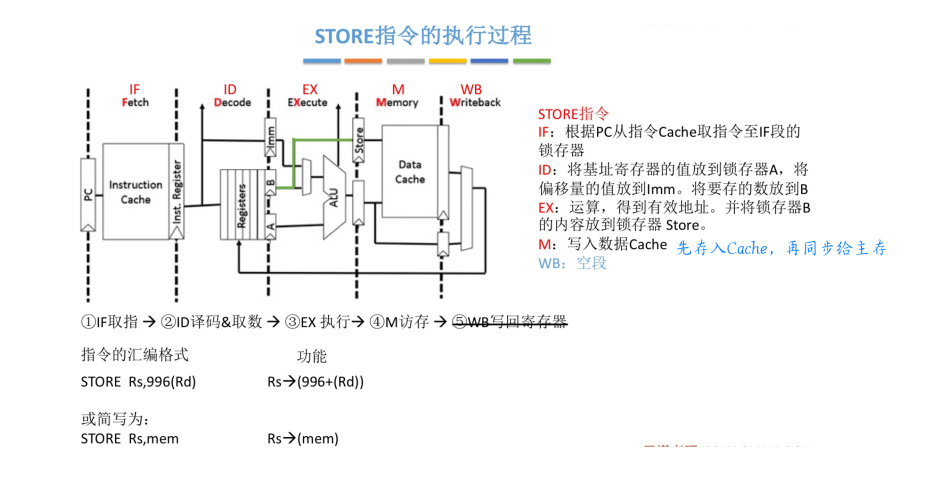 STORE指令的执行过程
IF ID EX M WB
Fetch Decode EXecute Memory Writeback
PC
Instruction
Cache
Inst. Register
Registers
Imm
B
A
ALU
Store
Data
Cache
STORE指令
IF：根据PC从指令Cache取指令至IF段的
锁存器
ID：将基址寄存器的值放到锁存器A，将
偏移量的值放到Imm。将要存的数放到B
EX：运算，得到有效地址。并将锁存器B
的内容放到锁存器 Store。
M：写入数据Cache 先存入Cache，再同步给主存
WB：空段
①IF取指 → ②ID译码&取数 → ③EX 执行→ ④M访存 → ⑤WB写回寄存器
指令的汇编格式 功能
STORE Rs,996(Rd) Rs→(996+(Rd))
或简写为：
STORE Rs,mem Rs→(mem)